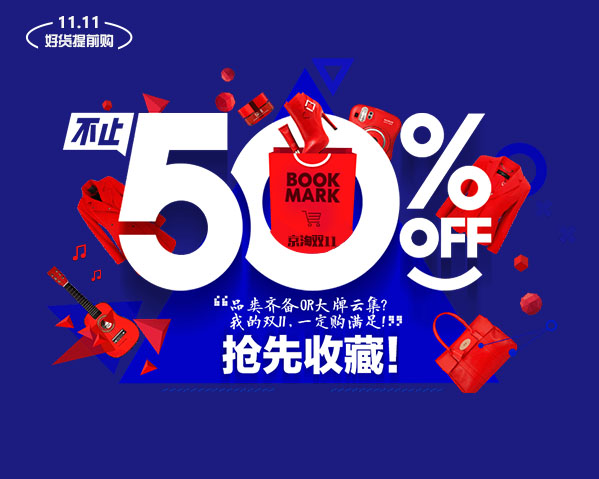 11.11
好货提前购
不止
50%
OFF
BOOK
MARK
京淘双11
“品类齐备OR大牌云集?
我的双11,一定购满足!”
抢先收藏!